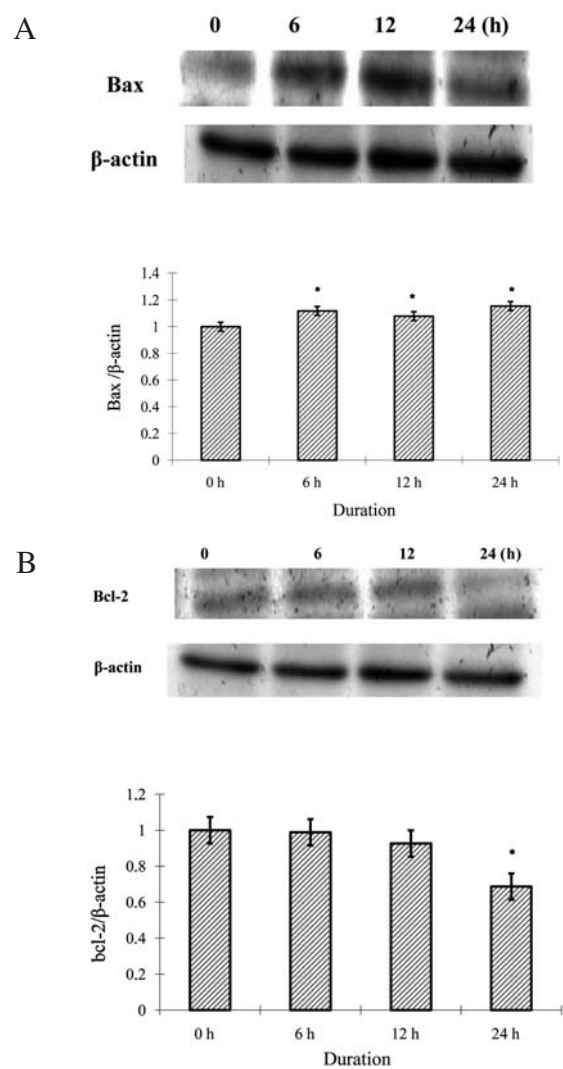 A
0 6 12 24 (h)
Bax
β-actin
1.4
1.2
1
0.8
0.6
0.4
0.2
0
Bax /β-actin
* * *
0 h 6 h 12 h 24 h
Duration
B
0 6 12 24 (h)
Bcl-2
β-actin
1.2
1
0.8
0.6
0.4
0.2
0
bcl-2/β-actin
*
0 h 6 h 12 h 24 h
Duration